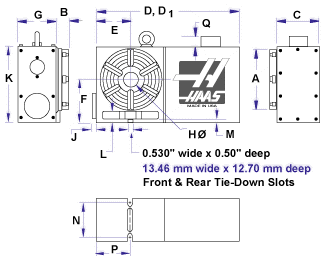 D, D1
G
B
E
Q
C
K
HAAS
MADE IN USA
A
F
J
HØ
M
L
0.530" wide x 0.50" deep
13.46 mm wide x 12.70 mm deep
Front & Rear Tie-Down Slots
N
P